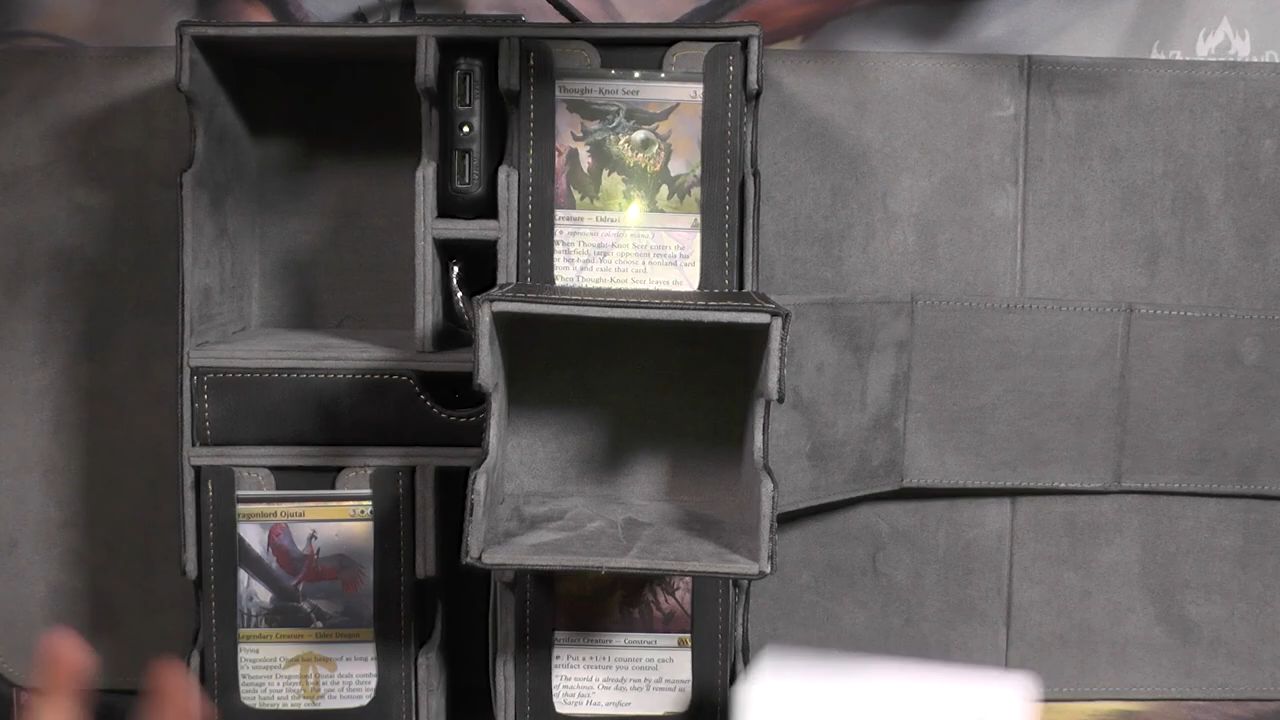 Thought-Knot Seer
Creature — Eldrazi
represents colorless mana.)
When Thought-Knot Seer enters the
battlefield, target opponent reveals his
or her hand. You choose a nonland card
from it and exile that card.
When Thought-Knot Seer leaves the
ragonlord Ojutai
Legendary Creature — Elder Dragon
Flying
Dragonlord Ojutai has hexproof as long as
it's untapped.
Whenever Dragonlord Ojutai deals comba
damage to a player, look at the top three
cards of your library. Put one of them into
your hand and the rest on the bottom of
your library in any order.
Artifact Creature — Construct
: Put a +1/+1 counter on each
artifact creature you control.
"The world is already run by all manner
of machines. One day, they'll remind us
of that fact."
—Sargis Haz, artificer